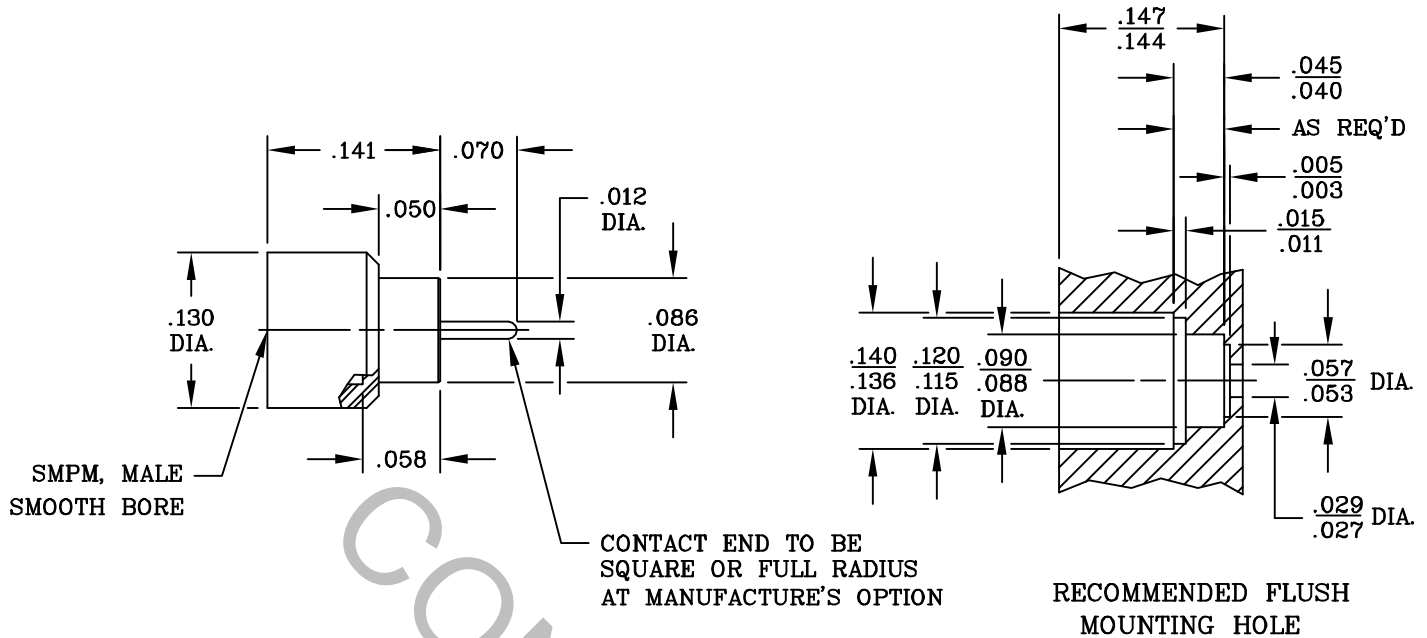 .141
.070
.050
.012
DIA.
.130
DIA.
.086
DIA.
.058
SMPM, MALE
SMOOTH BORE
CONTACT END TO BE
SQUARE OR FULL RADIUS
AT MANUFACTURE'S OPTION
.147
.144
.045
.040
AS REQ'D
.005
.003
.015
.011
.140
.136
DIA.
.120
.115
DIA.
.090
.088
DIA.
.057
.053 DIA.
.029
.027 DIA.
RECOMMENDED FLUSH
MOUNTING HOLE